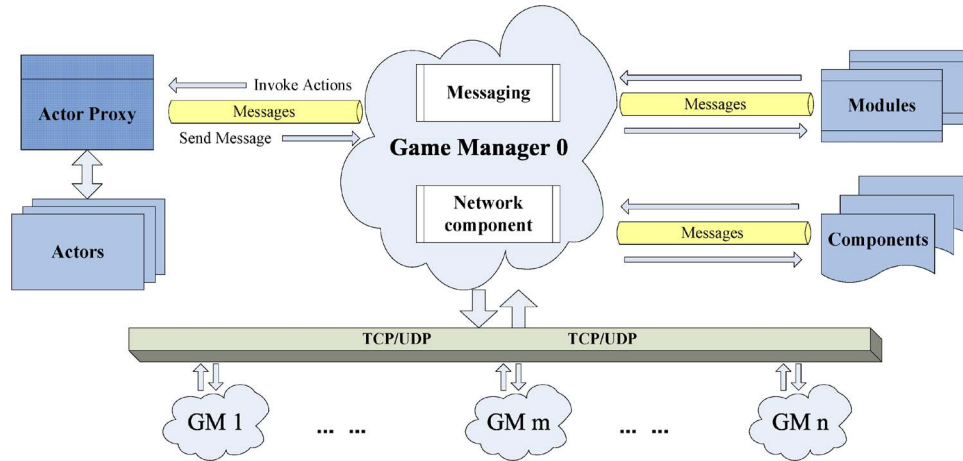 Invoke Actions
Messages
Send Message
Actor Proxy
Actors
Messaging
Game Manager 0
Network
component
Messages
Modules
Messages
Components
TCP/UDP
TCP/UDP
GM 1
... ...
GM m
... ...
GM n